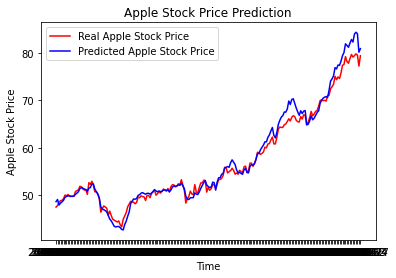 Apple Stock Price Prediction
Real Apple Stock Price
Predicted Apple Stock Price
Apple Stock Price
80
70
60
50
Time